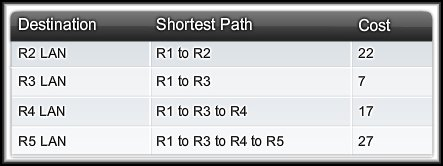 Destination Shortest Path Cost
R2 LAN R1 to R2 22
R3 LAN R1 to R3 7
R4 LAN R1 to R3 to R4 17
R5 LAN R1 to R3 to R4 to R5 27